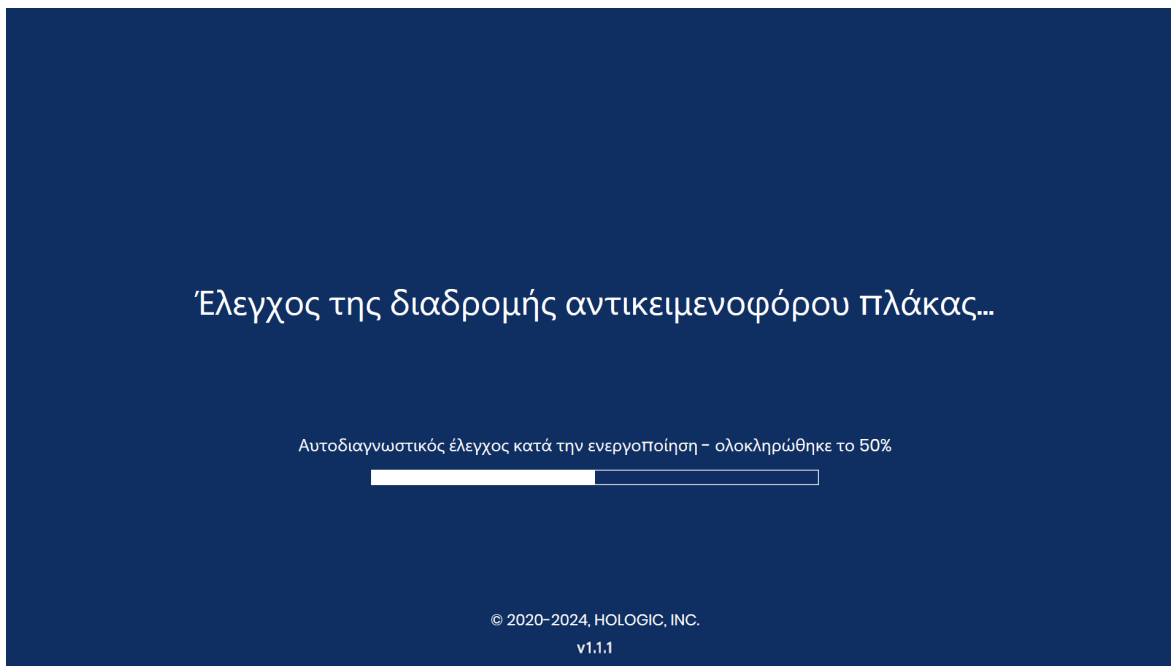 Έλεγχος της διαδρομής αντικειμενοφόρου πλάκας...
Αυτοδιαγνωστικός έλεγχος κατά την ενεργοποίηση - ολοκληρώθηκε το 50%
© 2020-2024, HOLOGIC, INC.
v1.1.1